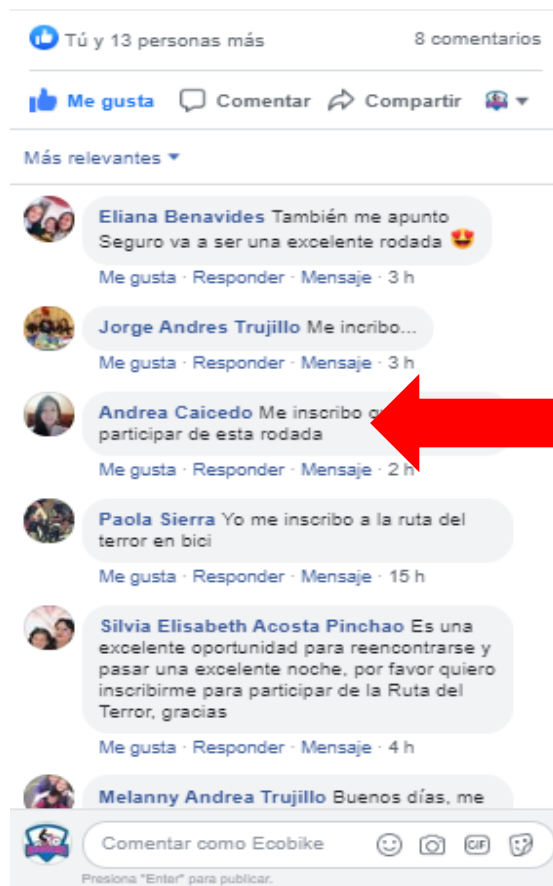 Tú y 13 personas más 8 comentarios
Me gusta Comentar Compartir
Más relevantes
Eliana Benavides También me apunto
Seguro va a ser una excelente rodada
Me gusta · Responder · Mensaje · 3 h
Jorge Andres Trujillo Me incribo...
Me gusta · Responder · Mensaje · 3 h
Andrea Caicedo Me inscribo
participar de esta rodada
Me gusta · Responder · Mensaje · 2 h
Paola Sierra Yo me inscribo a la ruta del
terror en bici
Me gusta · Responder · Mensaje · 15 h
Silvia Elisabeth Acosta Pinchao Es una
excelente oportunidad para reencontrarse y
pasar una excelente noche, por favor quiero
inscribirme para participar de la Ruta del
Terror, gracias
Me gusta · Responder · Mensaje · 4 h
Melanny Andrea Trujillo Buenos días, me
Comentar como Ecobike GIF
Presiona "Enter" para publicar.